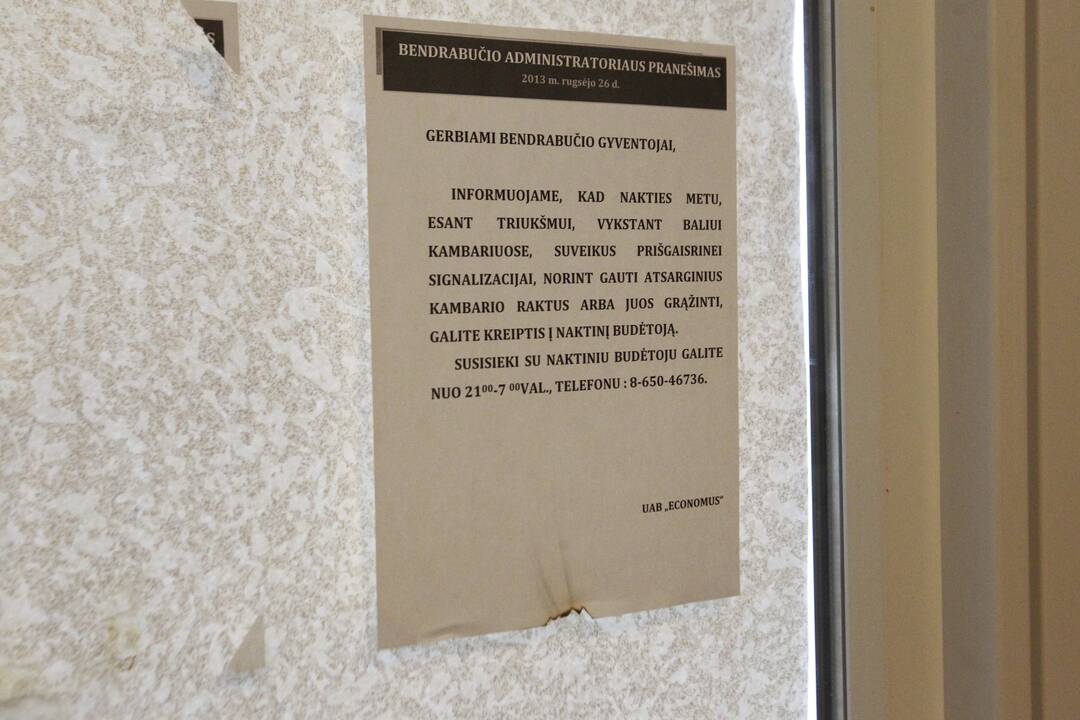 BENDRABUČIO ADMINISTRATORIAUS PRANEŠIMAS
2013 m. rugsėjo 26 d.
GERBIAMI BENDRABUČIO GYVENTOJAI,
INFORMUOJAME, KAD NAKTIES METU,
ESANT TRIUKŠMUI, VYKSTANT BALIUI
KAMBARIUOSE, SUVEIKUS PRIŠGAISRINEI
SIGNALIZACIJAI, NORINT GAUTI ATSARGINIUS
KAMBARIO RAKTUS ARBA JUOS GRĄŽINTI,
GALITE KREIPTIS Į NAKTINĮ BUDĖTOJĄ.
SUSISIEKI SU NAKTINIU BUDĖTOJU GALITE
NUO 21⁰⁰-7 ⁰⁰VAL., TELEFONU : 8-650-46736.
UAB „ECONOMUS"